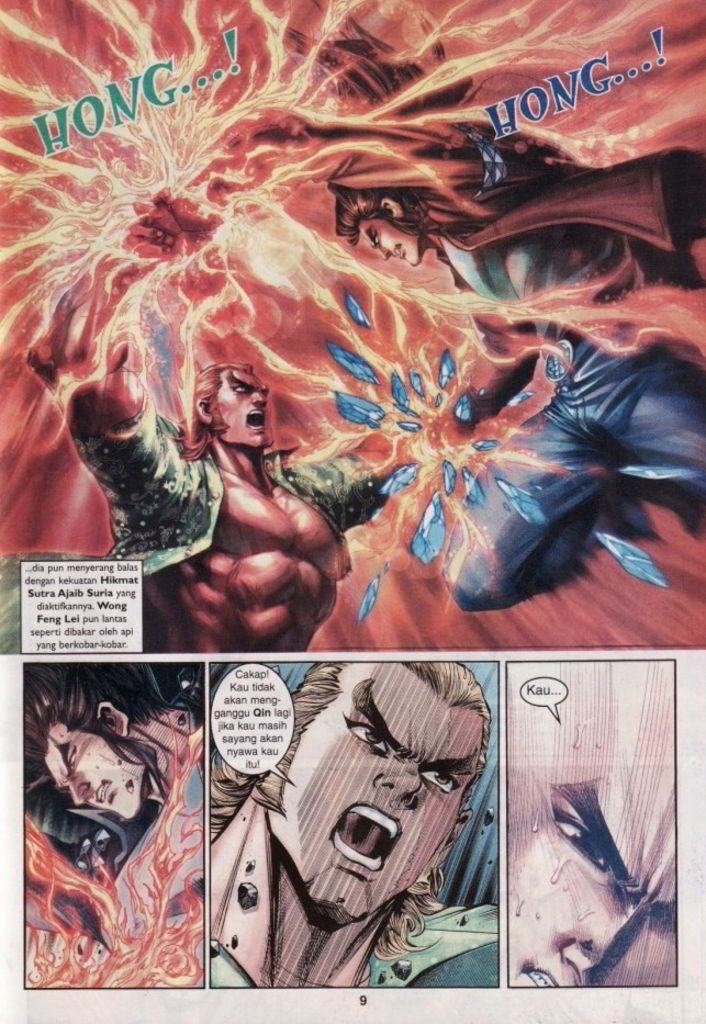 HONG...!
HONG...!
...dia pun menyerang balas
dengan kekuatan Hikmat
Sutra Ajaib Suria yang
diaktifkannya. Wong
Feng Lei pun lantas
seperti dibakar oleh api
yang berkobar-kobar.
Cakap!
Kau tidak
akan meng-
ganggu Qin lagi
jika kau masih
sayang akan
nyawa kau
itu!
Kau...
9